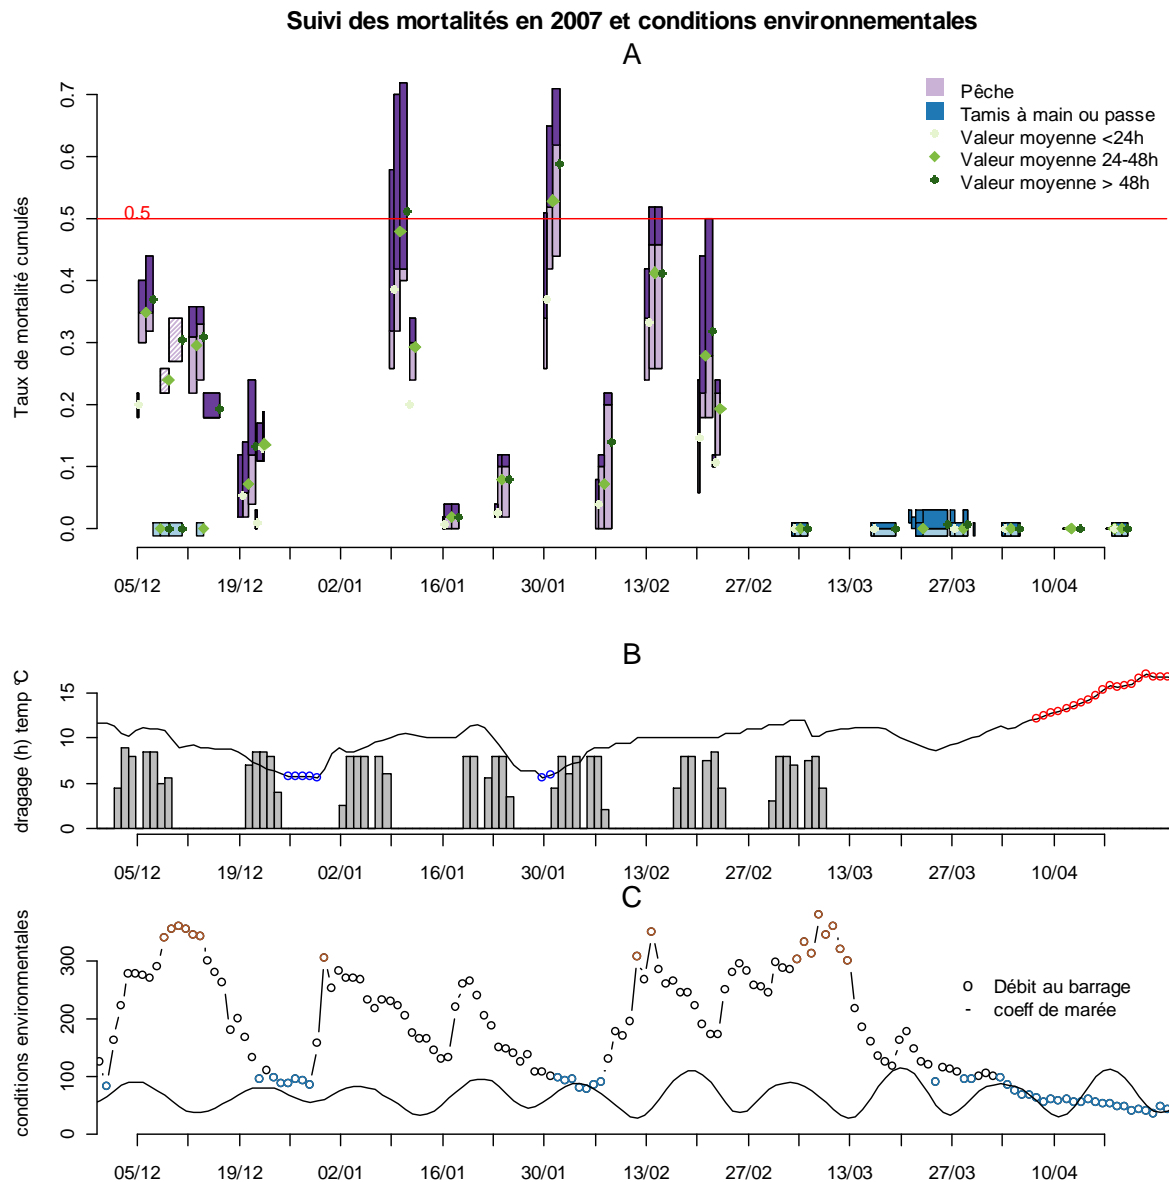 Suivi des mortalités en 2007 et conditions environnementales
A
Taux de mortalité cumulés
0.7
0.6
0.5
0.4
0.3
0.2
0.1
0.0
0.5
Pêche
Tamis à main ou passe
Valeur moyenne <24h
Valeur moyenne 24-48h
Valeur moyenne > 48h
05/12 19/12 02/01 16/01 30/01 13/02 27/02 13/03 27/03 10/04
B
dragage (h) temp °C
15
10
5
0
05/12 19/12 02/01 16/01 30/01 13/02 27/02 13/03 27/03 10/04
C
conditions environnementales
300
200
100
0
o Débit au barrage
- coeff de marée
05/12 19/12 02/01 16/01 30/01 13/02 27/02 13/03 27/03 10/04